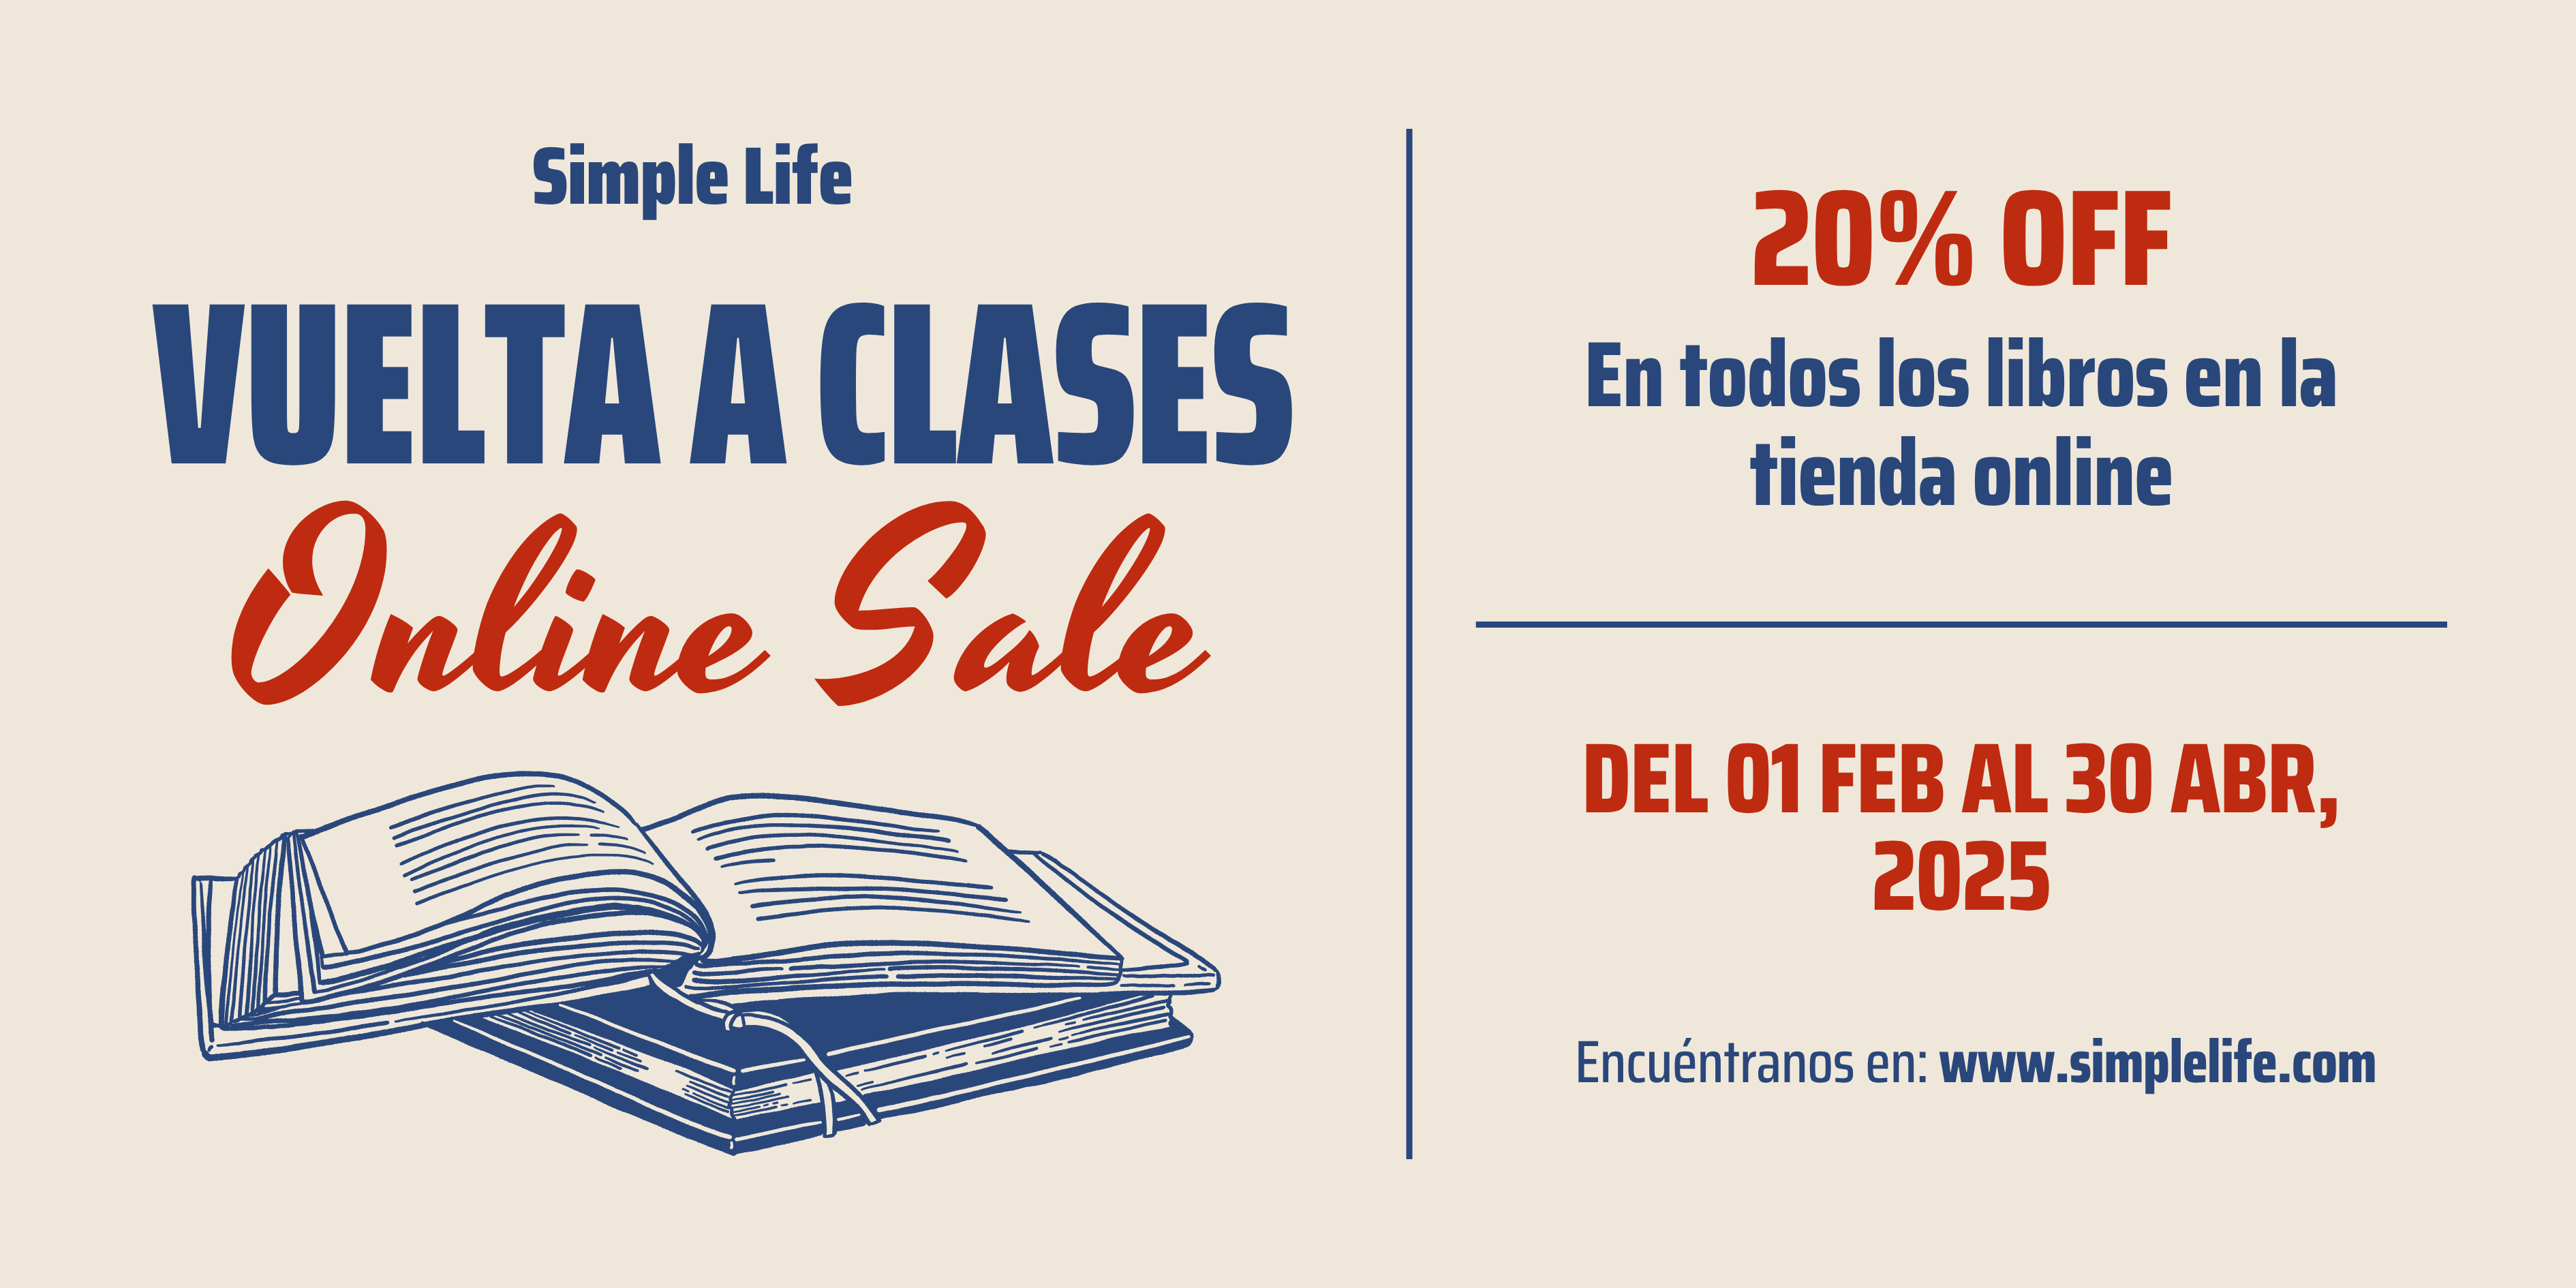 Simple Life
VUELTA A CLASES
Online Sale
20% OFF
En todos los libros en la
tienda online
DEL 01 FEB AL 30 ABR,
2025
Encuéntranos en: www.simplelife.com